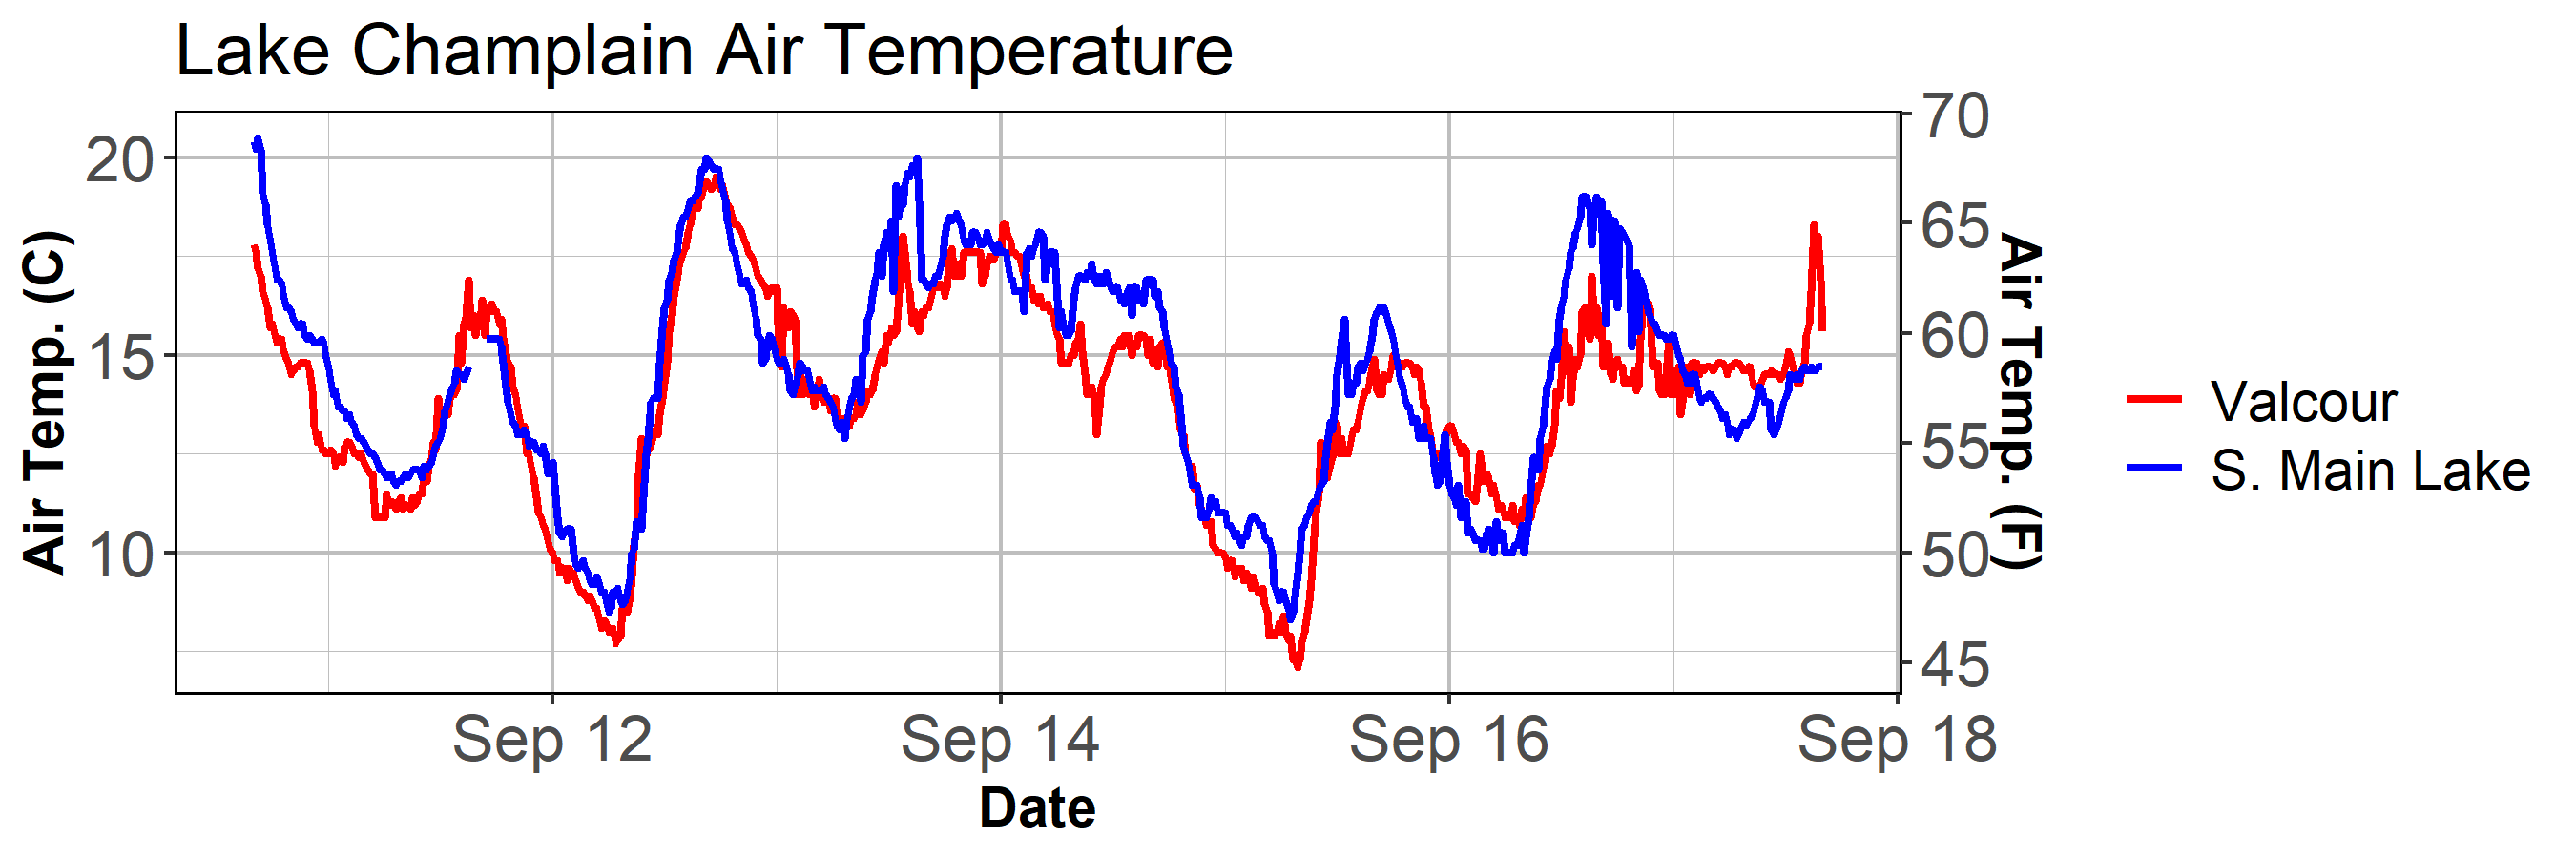 Lake Champlain Air Temperature
Air Temp. (C)
20
15
10
70
65
60
55
50
45
Air Temp. (F)
Sep 12
Sep 14
Sep 16
Sep 18
Date
Valcour
S. Main Lake